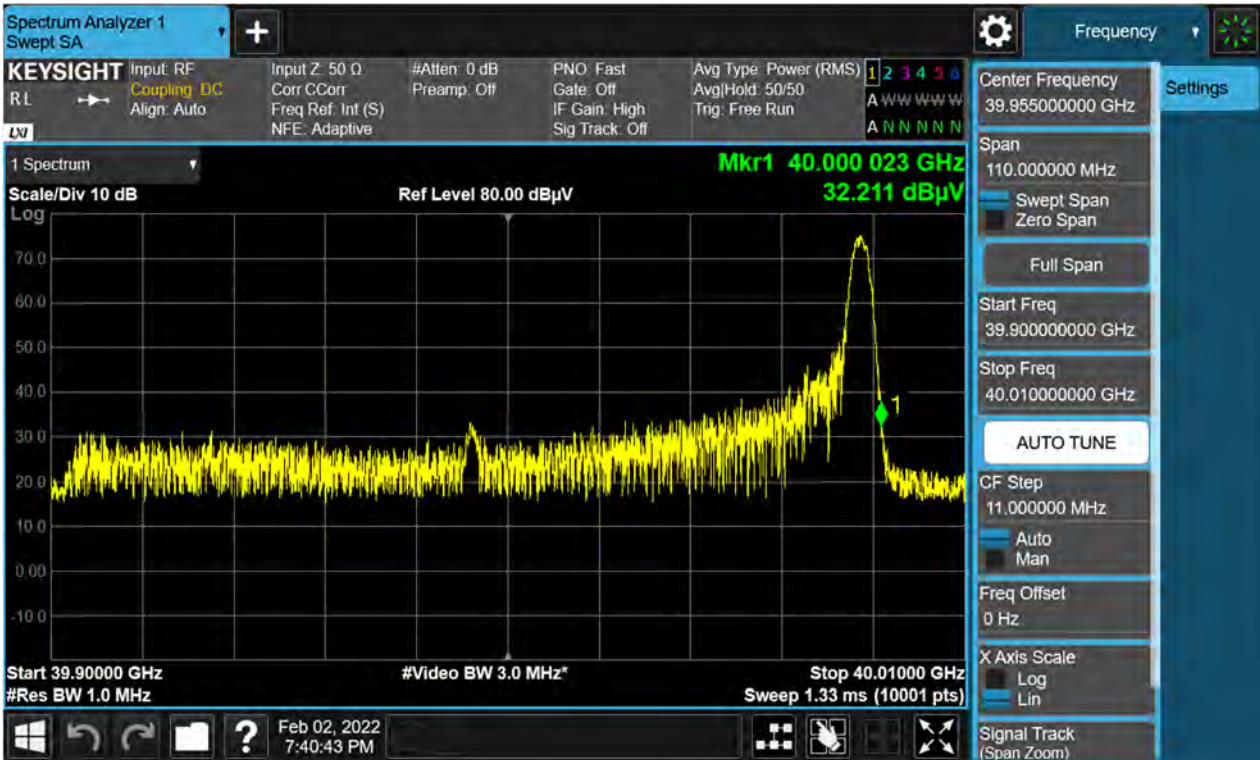 Spectrum Analyzer 1
Swept SA
+
Frequency
KEYSIGHT
R L
LXI
Input: RF
Coupling: DC
Align: Auto
Input Z: 50 Ω
Corr CCorr
Freq Ref: Int (S)
NFE: Adaptive
#Atten: 0 dB
Preamp: Off
PNO: Fast
Gate: Off
IF Gain: High
Sig Track: Off
Avg Type: Power (RMS)
Avg|Hold: 50/50
Trig: Free Run
1 2 3 4 5 6
A W W W W W
A N N N N N
1 Spectrum
Scale/Div 10 dB
Ref Level 80.00 dBµV
Mkr1 40.000 023 GHz
32.211 dBµV
Log
70.0
60.0
50.0
40.0
30.0
20.0
10.0
0.00
-10.0
1
Start 39.90000 GHz
#Video BW 3.0 MHz*
Stop 40.01000 GHz
#Res BW 1.0 MHz
Sweep 1.33 ms (10001 pts)
?
Feb 02, 2022
7:40:43 PM
Center Frequency
39.955000000 GHz
Settings
Span
110.000000 MHz
Swept Span
Zero Span
Full Span
Start Freq
39.900000000 GHz
Stop Freq
40.010000000 GHz
AUTO TUNE
CF Step
11.000000 MHz
Auto
Man
Freq Offset
0 Hz
X Axis Scale
Log
Lin
Signal Track
(Span Zoom)